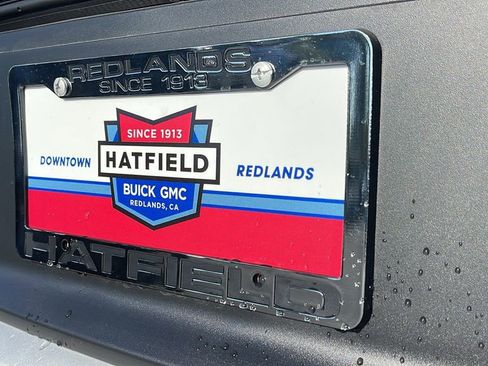 REDLANDS
SINCE 1913
SINCE 1913
DOWNTOWN HATFIELD REDLANDS
BUICK GMC
REDLANDS, CA
HATFIELD